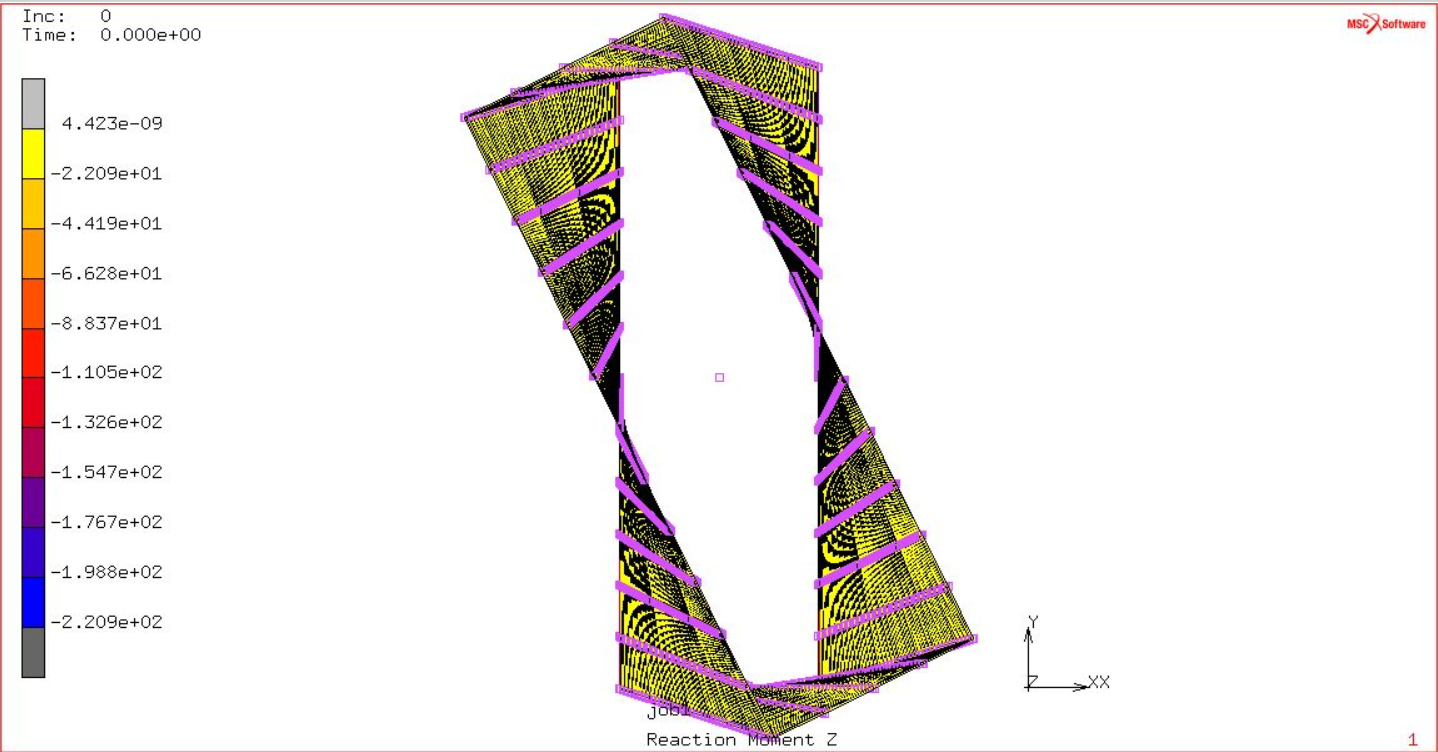 Inc: 0
Time: 0.000e+00
MSC Software
4.423e-09
-2.209e+01
-4.419e+01
-6.628e+01
-8.837e+01
-1.105e+02
-1.326e+02
-1.547e+02
-1.767e+02
-1.988e+02
-2.209e+02
Y
Z XX
job1
Reaction Moment Z
1